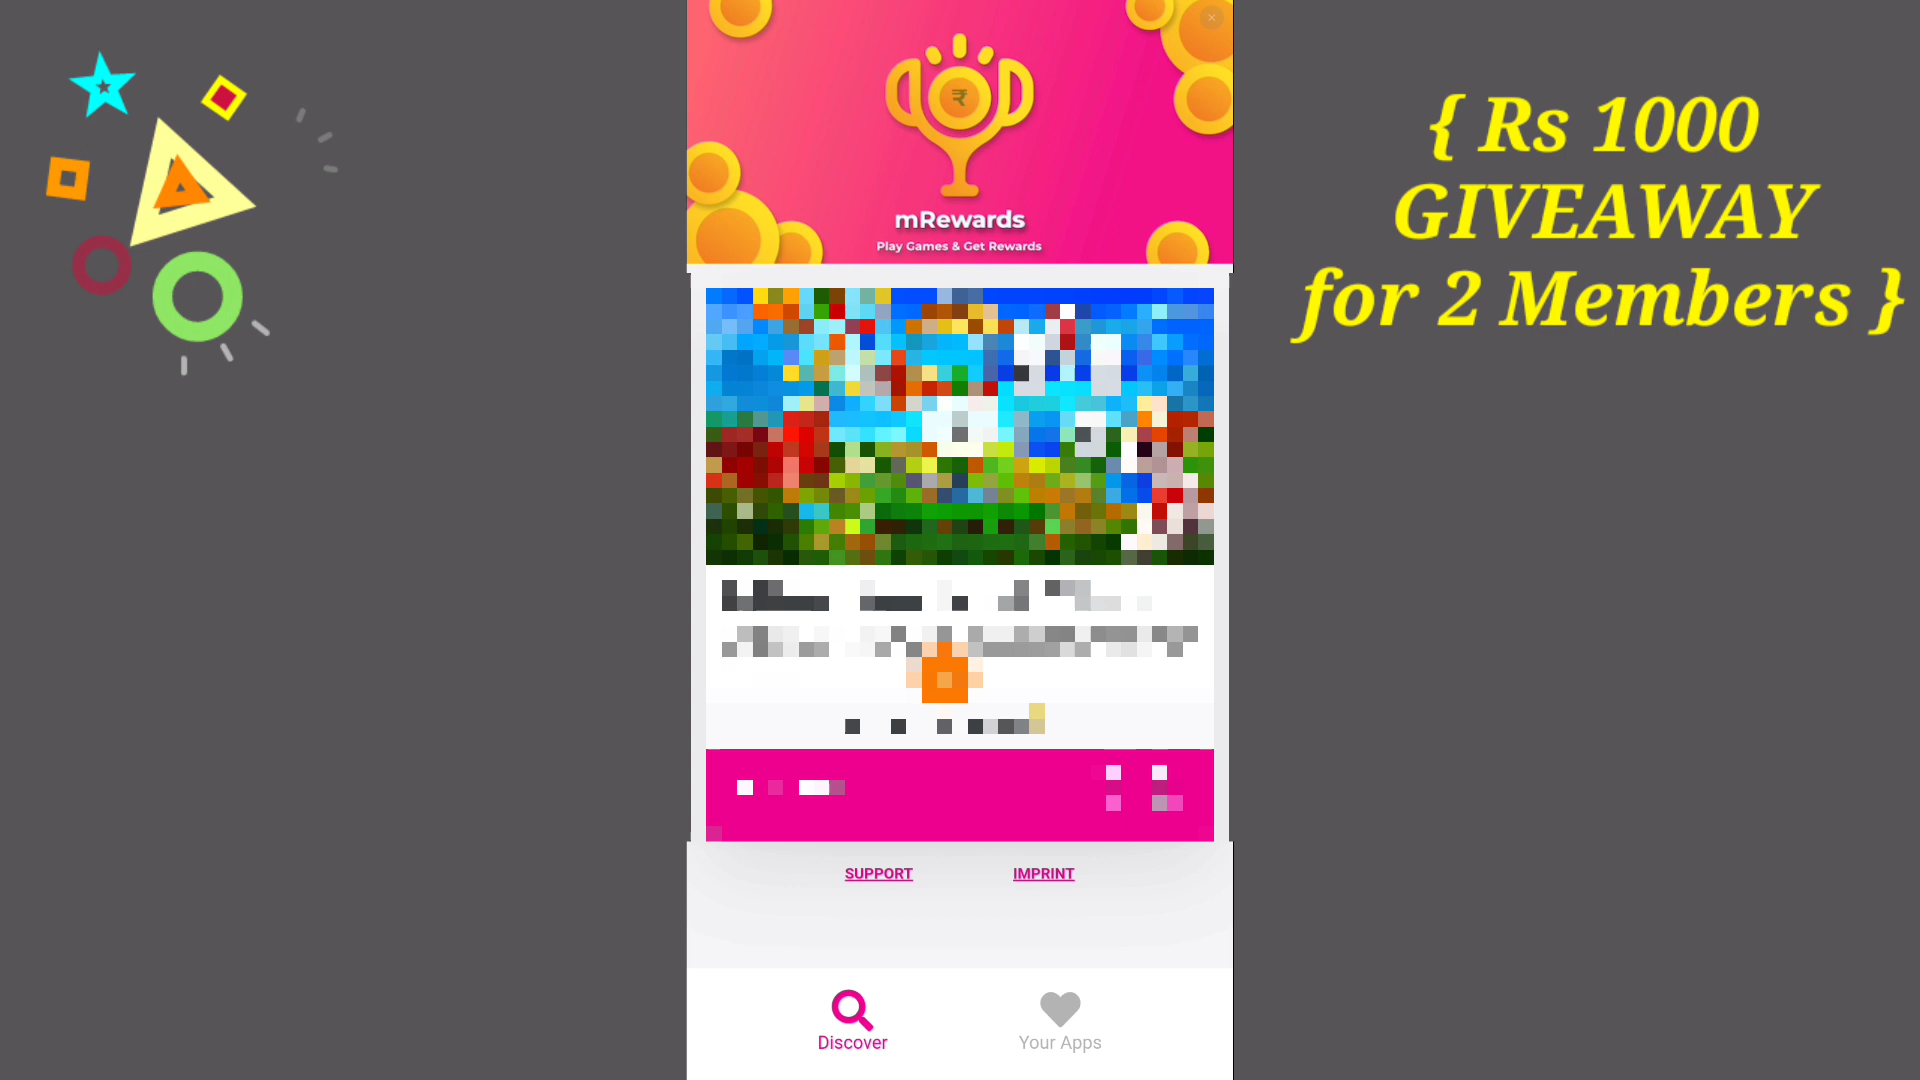 { Rs 1000
GIVEAWAY
for 2 Members }
₹
mRewards
Play Games & Get Rewards
SUPPORT
IMPRINT
Discover
Your Apps